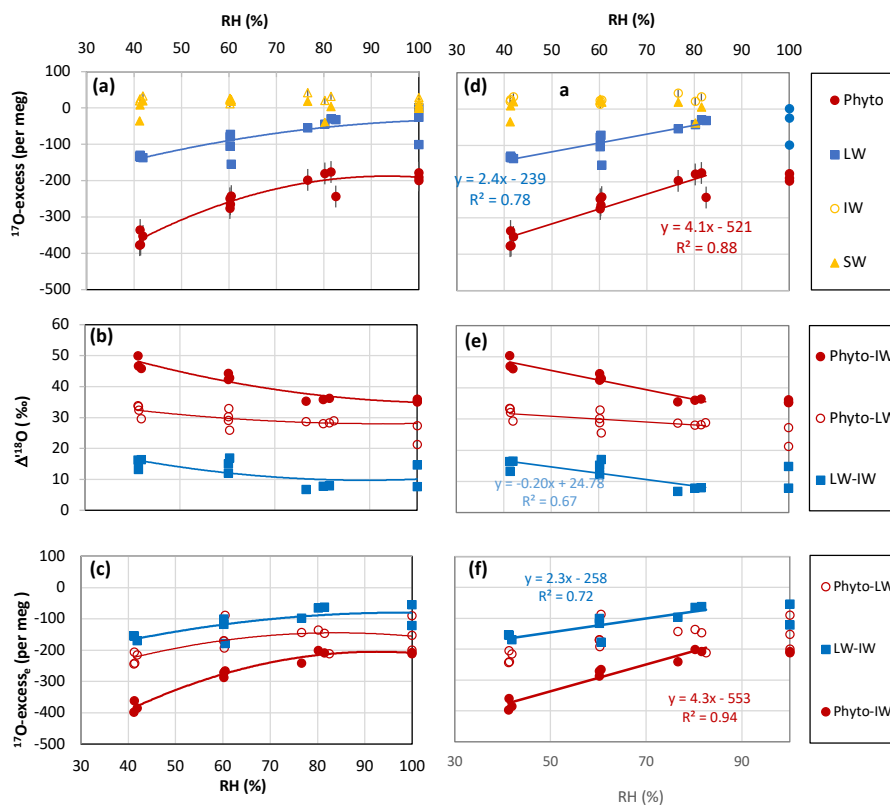 RH (%)
RH (%)
30 40 50 60 70 80 90 100
30 40 50 60 70 80 90 100
100
0
-100
-200
-300
-400
-500
¹⁷O-excess (per meg)
(a)
(d)
a
y = 2.4x - 239
R² = 0.78
y = 4.1x - 521
R² = 0.88
Phyto
LW
IW
SW
60
50
40
30
20
10
0
Δ'¹⁸O (‰)
(b)
(e)
y = -0.20x + 24.78
R² = 0.67
Phyto-IW
Phyto-LW
LW-IW
100
0
-100
-200
-300
-400
-500
¹⁷O-excessₑ (per meg)
(c)
(f)
y = 2.3x - 258
R² = 0.72
y = 4.3x - 553
R² = 0.94
Phyto-LW
LW-IW
Phyto-IW
30 40 50 60 70 80 90 100
30 50 70 90
RH (%)
RH (%)